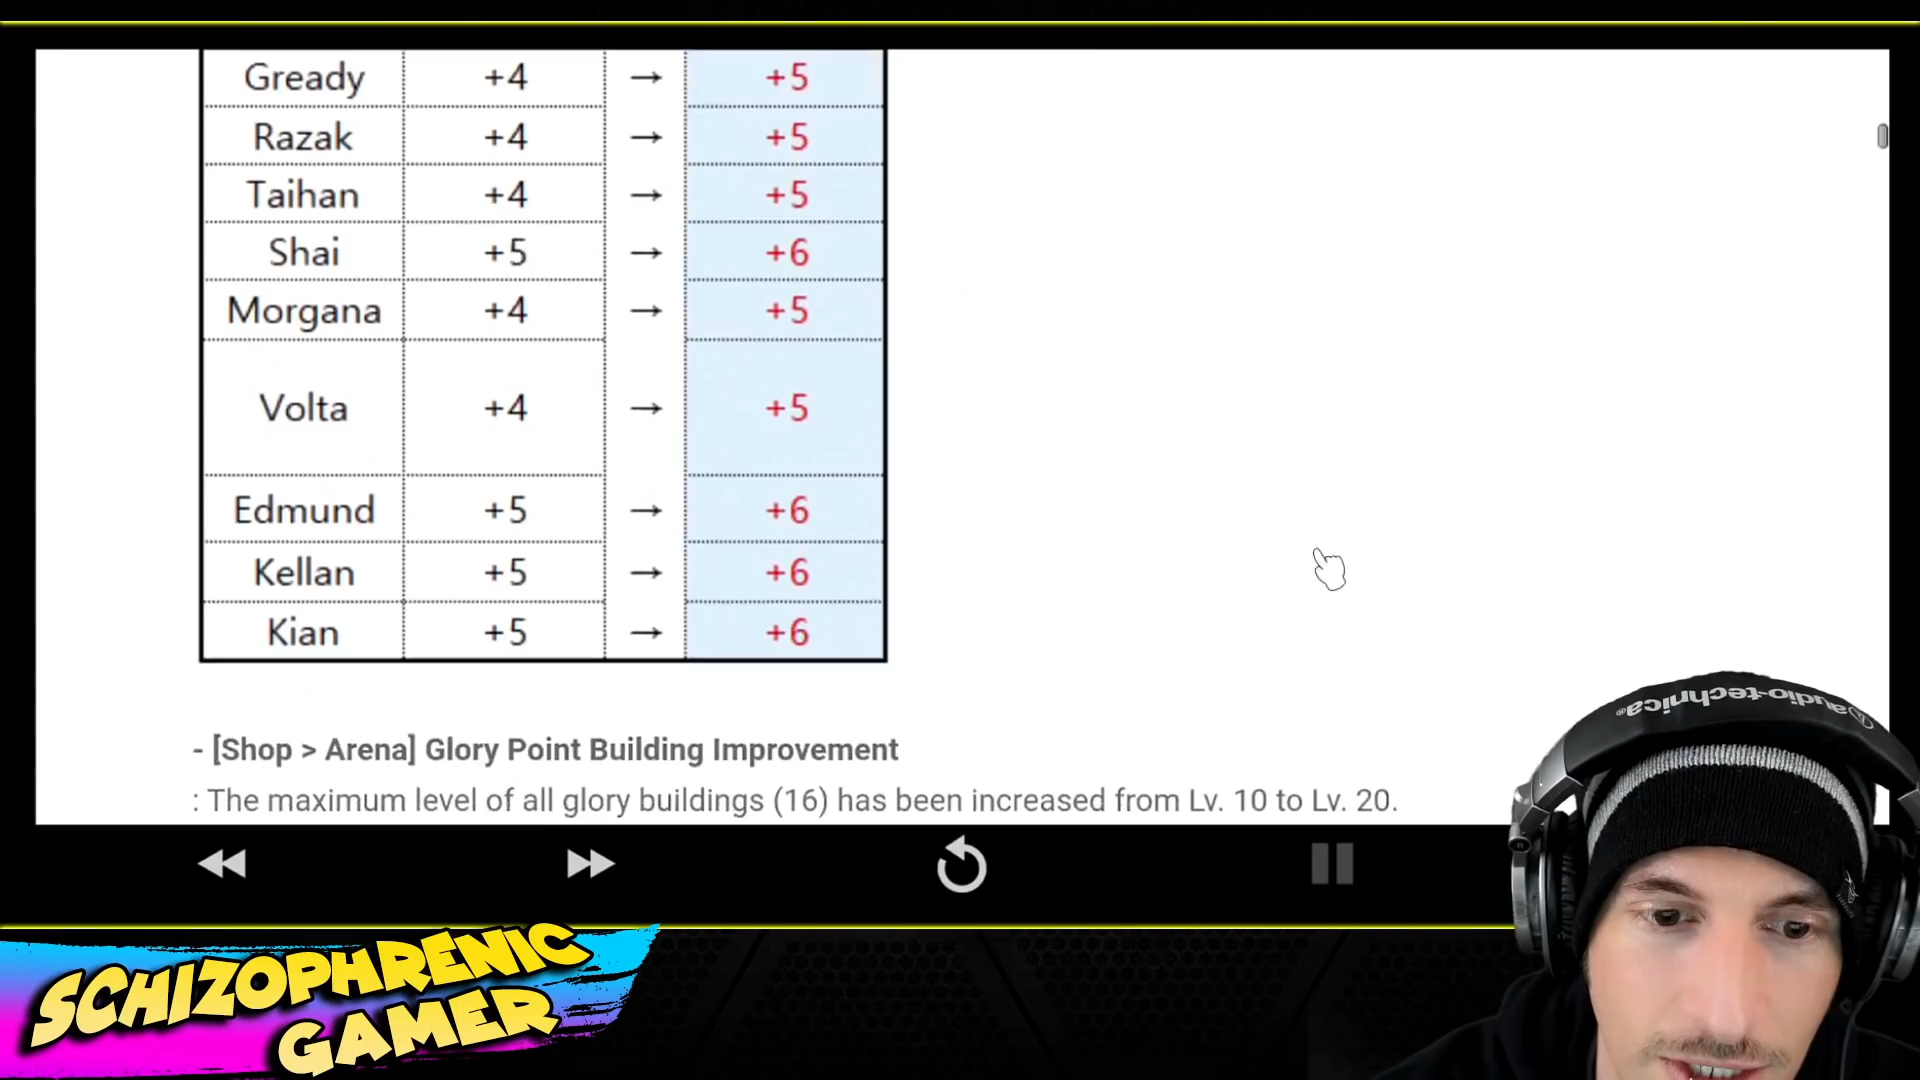 Gready +4 → +5
Razak +4 → +5
Taihan +4 → +5
Shai +5 → +6
Morgana +4 → +5
Volta +4 → +5
Edmund +5 → +6
Kellan +5 → +6
Kian +5 → +6
- [Shop > Arena] Glory Point Building Improvement
: The maximum level of all glory buildings (16) has been increased from Lv. 10 to Lv. 20.
audio-technica
SCHIZOPHRENIC
GAMER